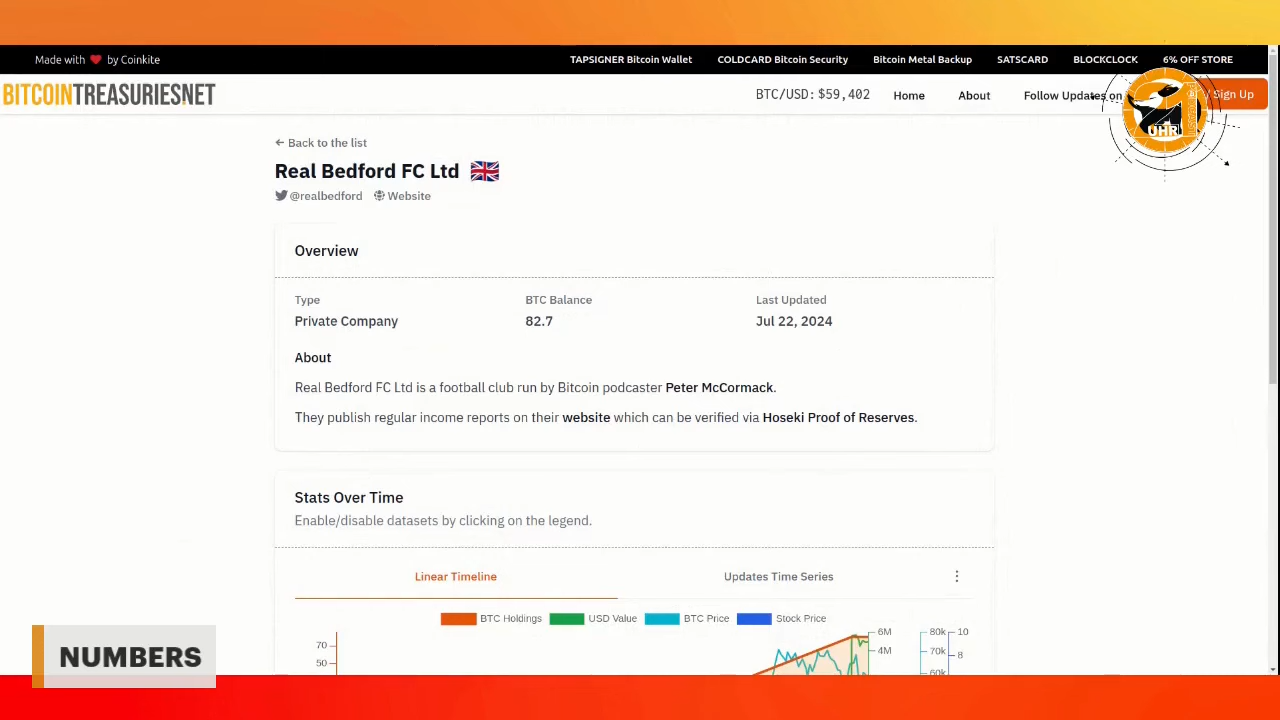 Made with ❤ by Coinkite
TAPSIGNER Bitcoin Wallet COLDCARD Bitcoin Security Bitcoin Metal Backup SATSCARD BLOCKCLOCK 6% OFF STORE
BITCOINTREASURIES.NET
BTC/USD: $59,402 Home About Follow Updates on / Sign Up
21
UHR
← Back to the list
Real Bedford FC Ltd 🇬🇧
@realbedford Website
Overview
Type BTC Balance Last Updated
Private Company 82.7 Jul 22, 2024
About
Real Bedford FC Ltd is a football club run by Bitcoin podcaster Peter McCormack.
They publish regular income reports on their website which can be verified via Hoseki Proof of Reserves.
Stats Over Time
Enable/disable datasets by clicking on the legend.
Linear Timeline Updates Time Series
BTC Holdings USD Value BTC Price Stock Price
70 6M 80k 10
50 4M 70k 8
60k
NUMBERS